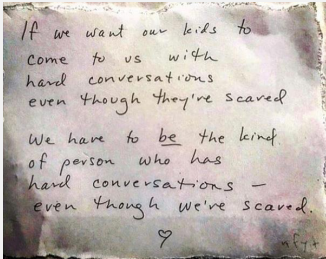 If we want our kids to
come to us with
hard conversations
even though they're scared
We have to be the kind
of person who has
hard conversations –
even though we're scared.
♡
nfyt